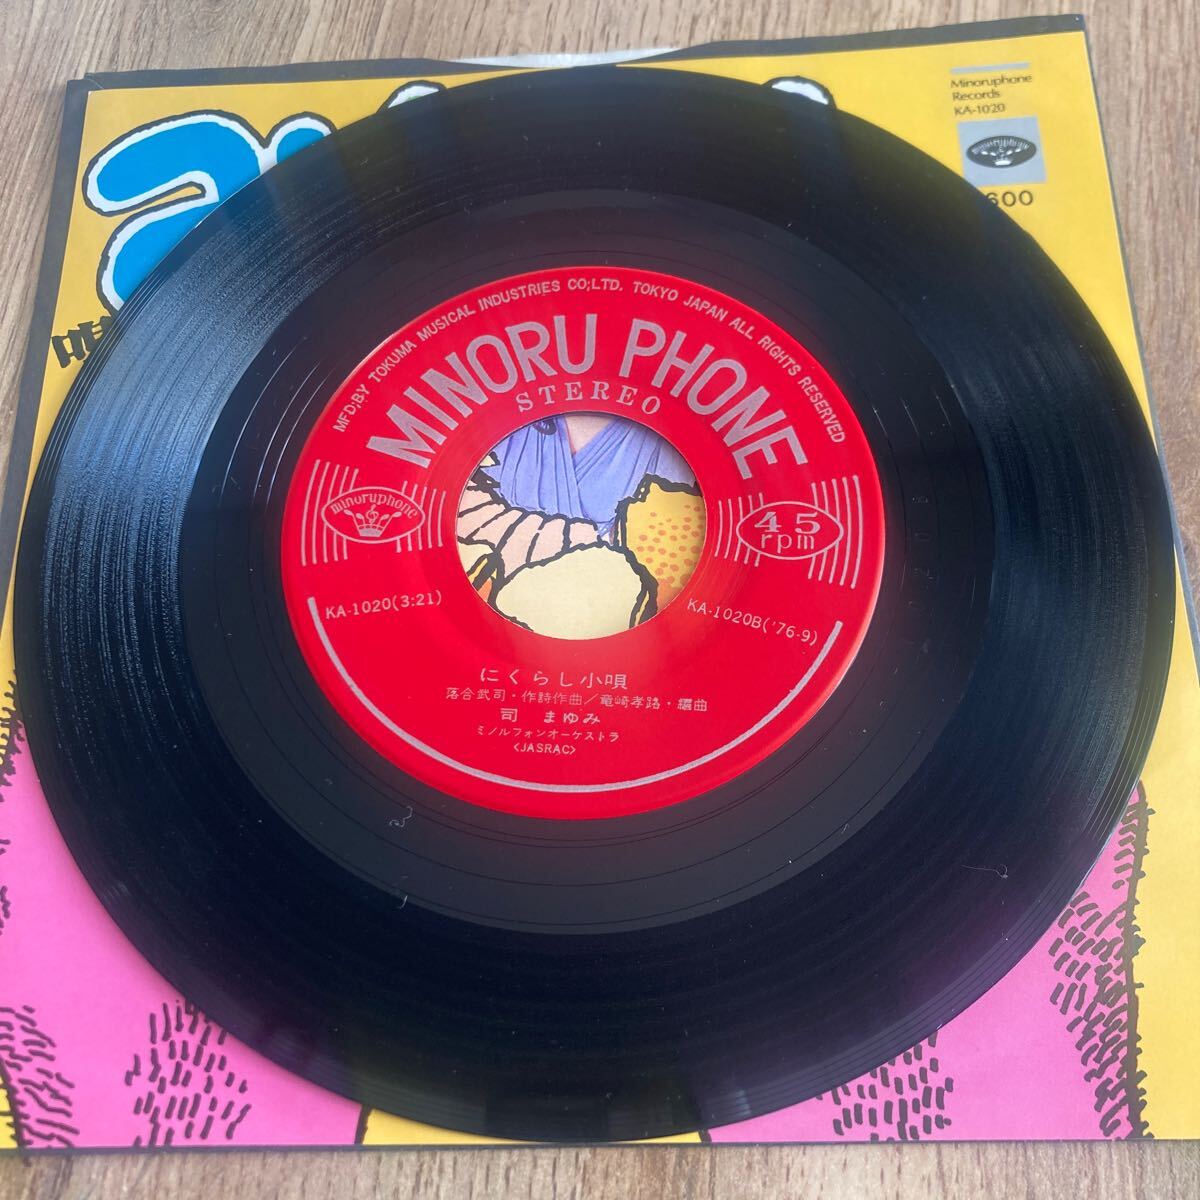 Minoruphone
Records
KA-1020
minoruphone
600
唄
MFD;BY TOKUMA MUSICAL INDUSTRIES CO;LTD. TOKYO JAPAN ALL RIGHTS RESERVED
MINORU PHONE
STEREO
minoruphone
45
rpm
KA-1020(3:21)
KA-1020B('76-9)
にくらし小唄
落合武司・作詩作曲／竜崎孝路・編曲
司 まゆみ
ミノルフォンオーケストラ
<JASRAC>